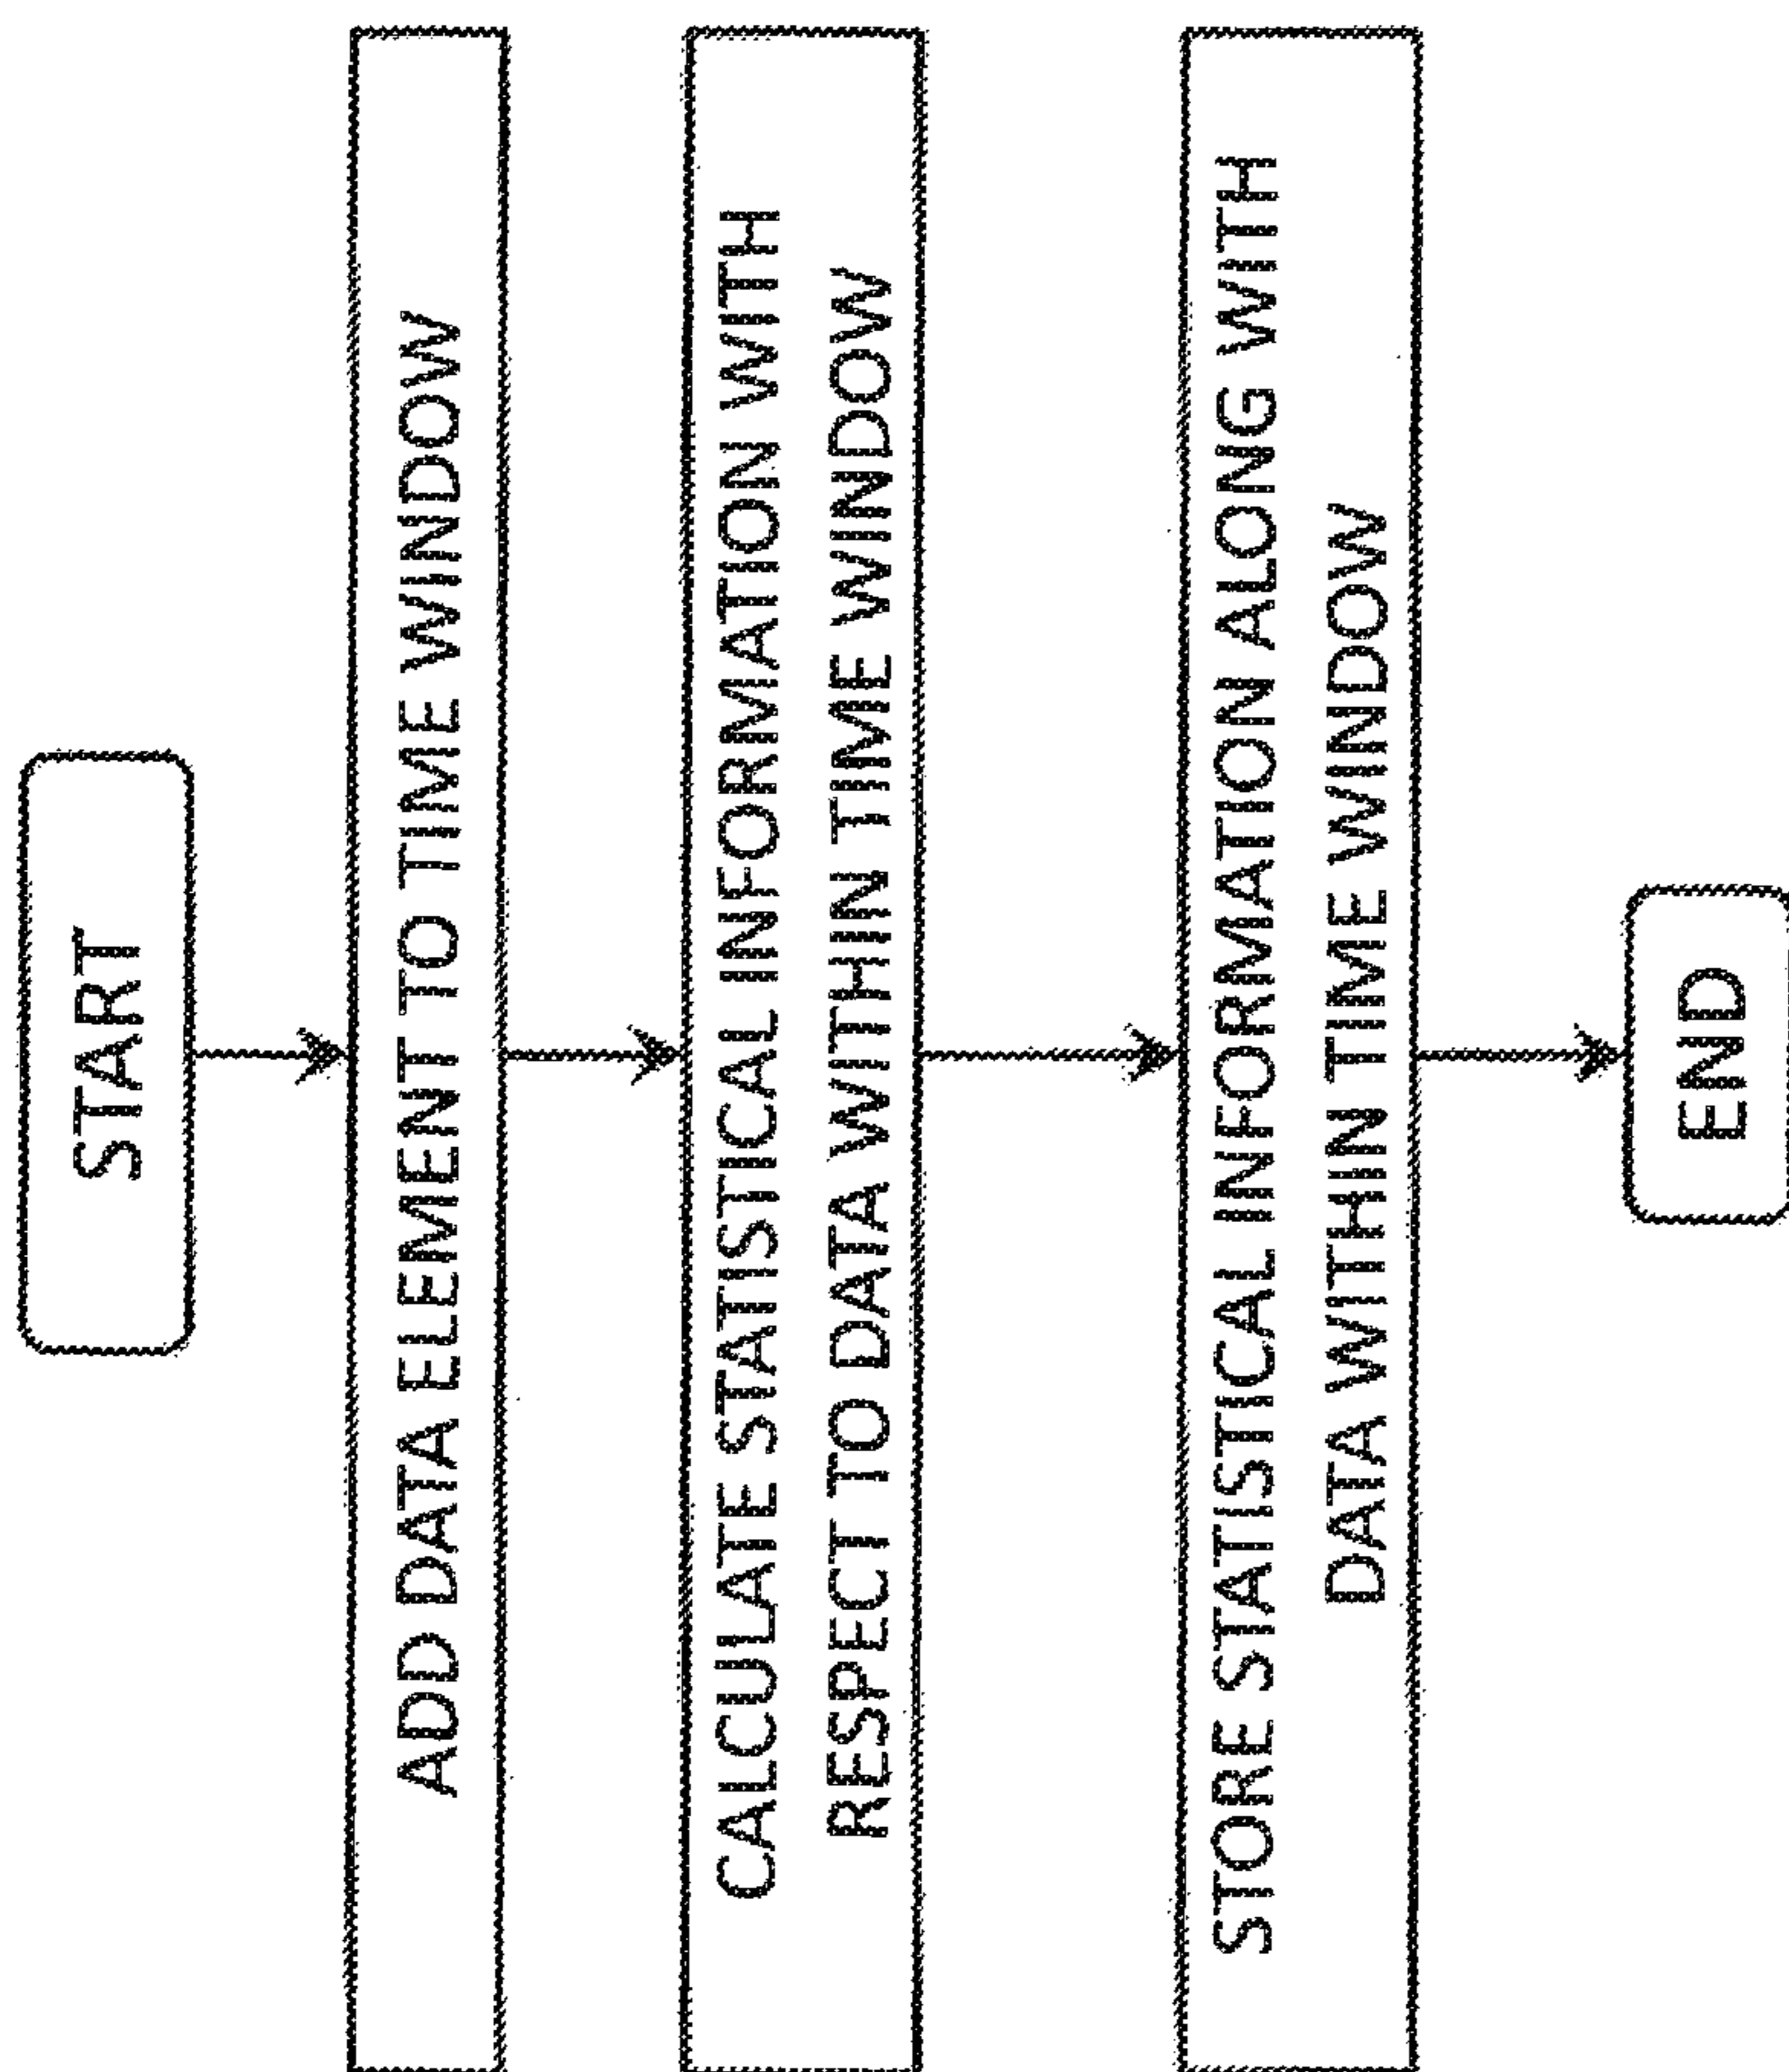 START
ADD DATA ELEMENT TO TIME WINDOW
CALCULATE STATISTICAL INFORMATION WITH
RESPECT TO DATA WITHIN TIME WINDOW
STORE STATISTICAL INFORMATION ALONG WITH
DATA WITHIN TIME WINDOW
END